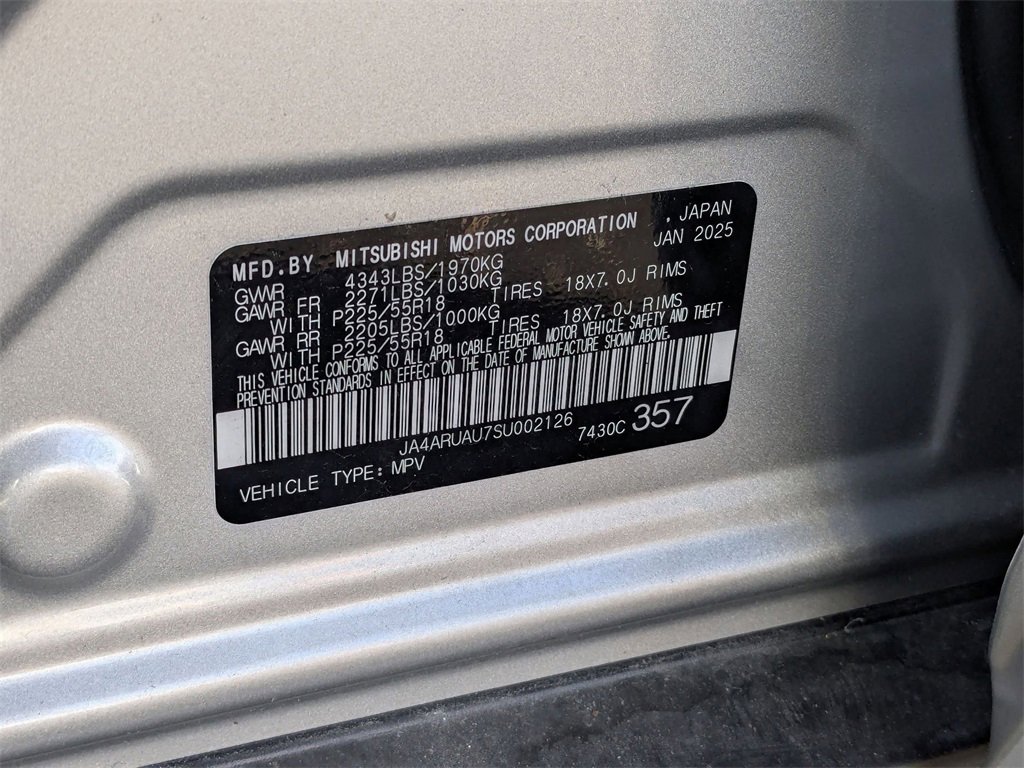 MFD.BY MITSUBISHI MOTORS CORPORATION . JAPAN
JAN 2025
GVWR 4343LBS/1970KG
GAWR FR 2271LBS/1030KG
WITH P225/55R18 TIRES 18X7.0J RIMS
GAWR RR 2205LBS/1000KG
WITH P225/55R18 TIRES 18X7.0J RIMS
THIS VEHICLE CONFORMS TO ALL APPLICABLE FEDERAL MOTOR VEHICLE SAFETY AND THEFT
PREVENTION STANDARDS IN EFFECT ON THE DATE OF MANUFACTURE SHOWN ABOVE.
JA4ARUAU7SU002126 7430C 357
VEHICLE TYPE: MPV